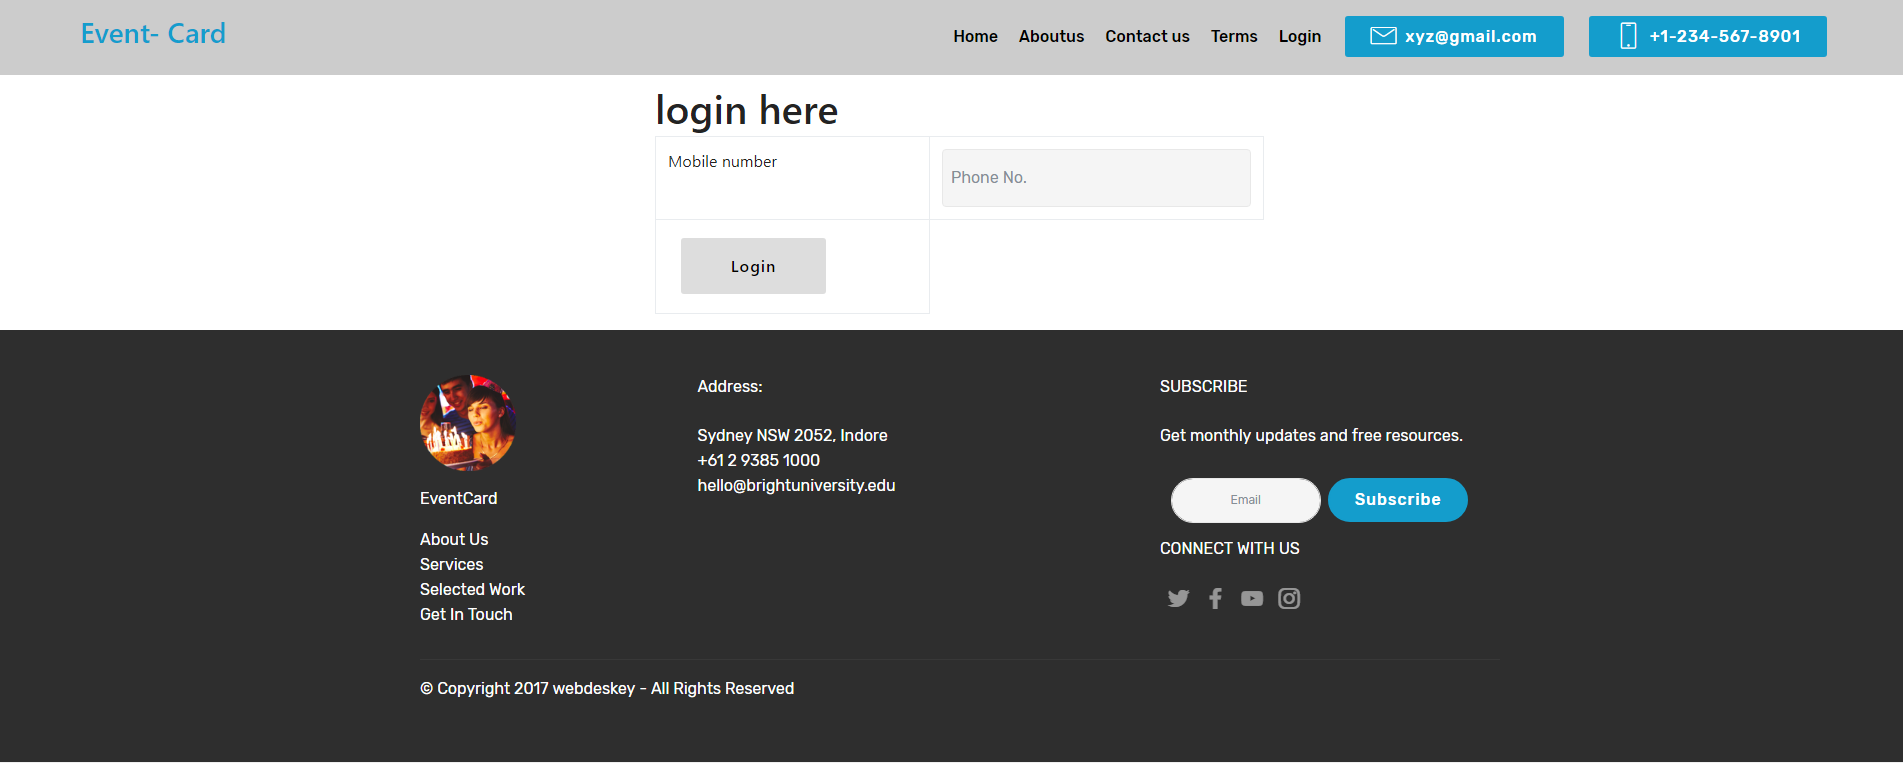 Event- Card
Home Aboutus Contact us Terms Login xyz@gmail.com +1-234-567-8901
login here
Mobile number
Phone No.
Login
EventCard
About Us
Services
Selected Work
Get In Touch
Address:
Sydney NSW 2052, Indore
+61 2 9385 1000
hello@brightuniversity.edu
SUBSCRIBE
Get monthly updates and free resources.
Email Subscribe
CONNECT WITH US
© Copyright 2017 webdeskey - All Rights Reserved